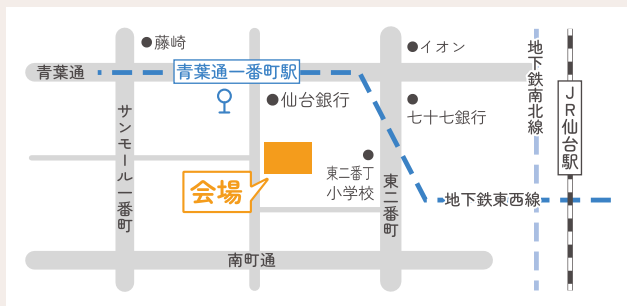 藤崎
イオン
青葉通
青葉通一番町駅
地下鉄南北線
JR仙台駅
仙台銀行
七十七銀行
サンモール一番町
東二番丁
小学校
会場
東二番町
地下鉄東西線
南町通